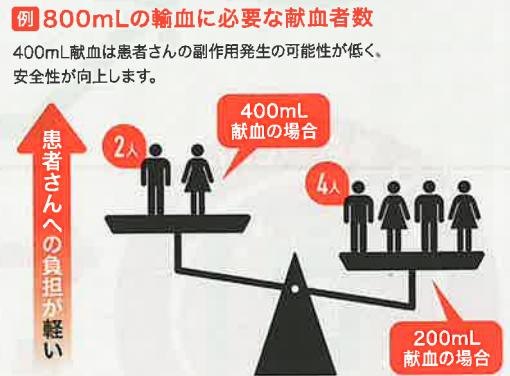 例 800mLの輸血に必要な献血者数
400mL献血は患者さんの副作用発生の可能性が低く、
安全性が向上します。
患者さんへの負担が軽い
2人
400mL
献血の場合
4人
200mL
献血の場合